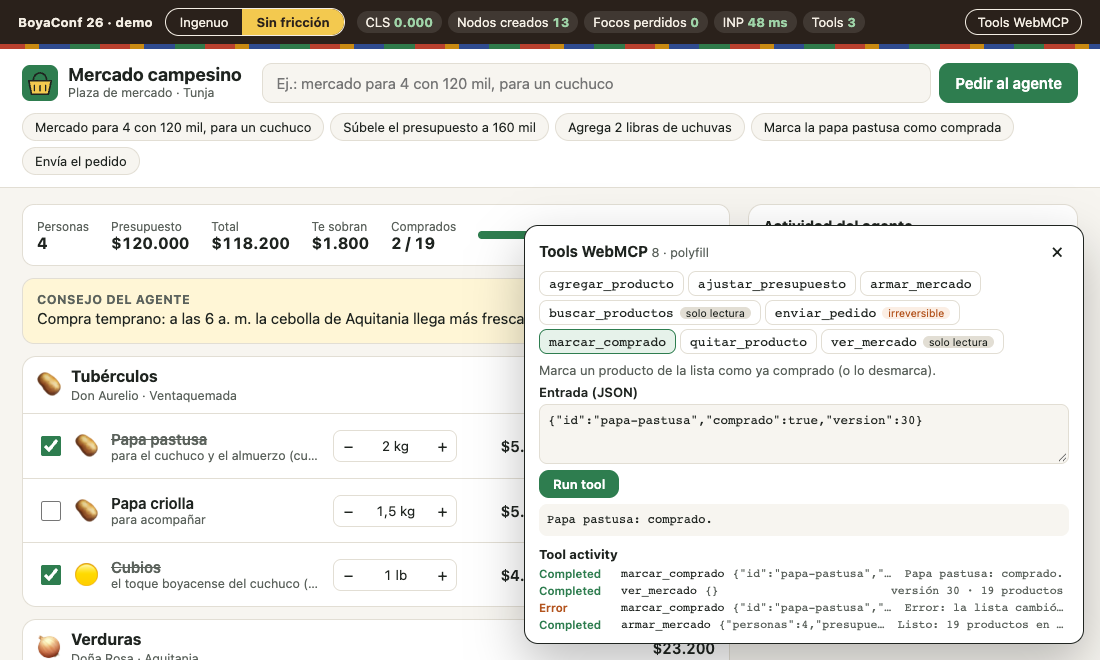 BoyaConf 26 · demo
Ingenuo
Sin fricción
CLS 0.000
Nodos creados 13
Focos perdidos 0
INP 48 ms
Tools 3
Tools WebMCP
Mercado campesino
Plaza de mercado · Tunja
Ej.: mercado para 4 con 120 mil, para un cuchuco
Pedir al agente
Mercado para 4 con 120 mil, para un cuchuco
Súbele el presupuesto a 160 mil
Agrega 2 libras de uchuvas
Marca la papa pastusa como comprada
Envía el pedido
Personas
4
Presupuesto
$120.000
Total
$118.200
Te sobran
$1.800
Comprados
2 / 19
CONSEJO DEL AGENTE
Compra temprano: a las 6 a. m. la cebolla de Aquitania llega más fresca
Tubérculos
Don Aurelio · Ventaquemada
Papa pastusa
para el cuchuco y el almuerzo (cu…
− 2 kg +
$5.
Papa criolla
para acompañar
− 1,5 kg +
$5.
Cubios
el toque boyacense del cuchuco (…
− 1 lb +
$4.
Verduras
Doña Rosa · Aquitania
$23.200
Actividad del agente
Tools WebMCP 8 · polyfill
✕
agregar_producto
ajustar_presupuesto
armar_mercado
buscar_productos solo lectura
enviar_pedido irreversible
marcar_comprado
quitar_producto
ver_mercado solo lectura
Marca un producto de la lista como ya comprado (o lo desmarca).
Entrada (JSON)
{"id":"papa-pastusa","comprado":true,"version":30}
Run tool
Papa pastusa: comprado.
Tool activity
Completed marcar_comprado {"id":"papa-pastusa","… Papa pastusa: comprado.
Completed ver_mercado {} versión 30 · 19 productos
Error marcar_comprado {"id":"papa-pastusa","… Error: la lista cambió…
Completed armar_mercado {"personas":4,"presupue… Listo: 19 productos en …